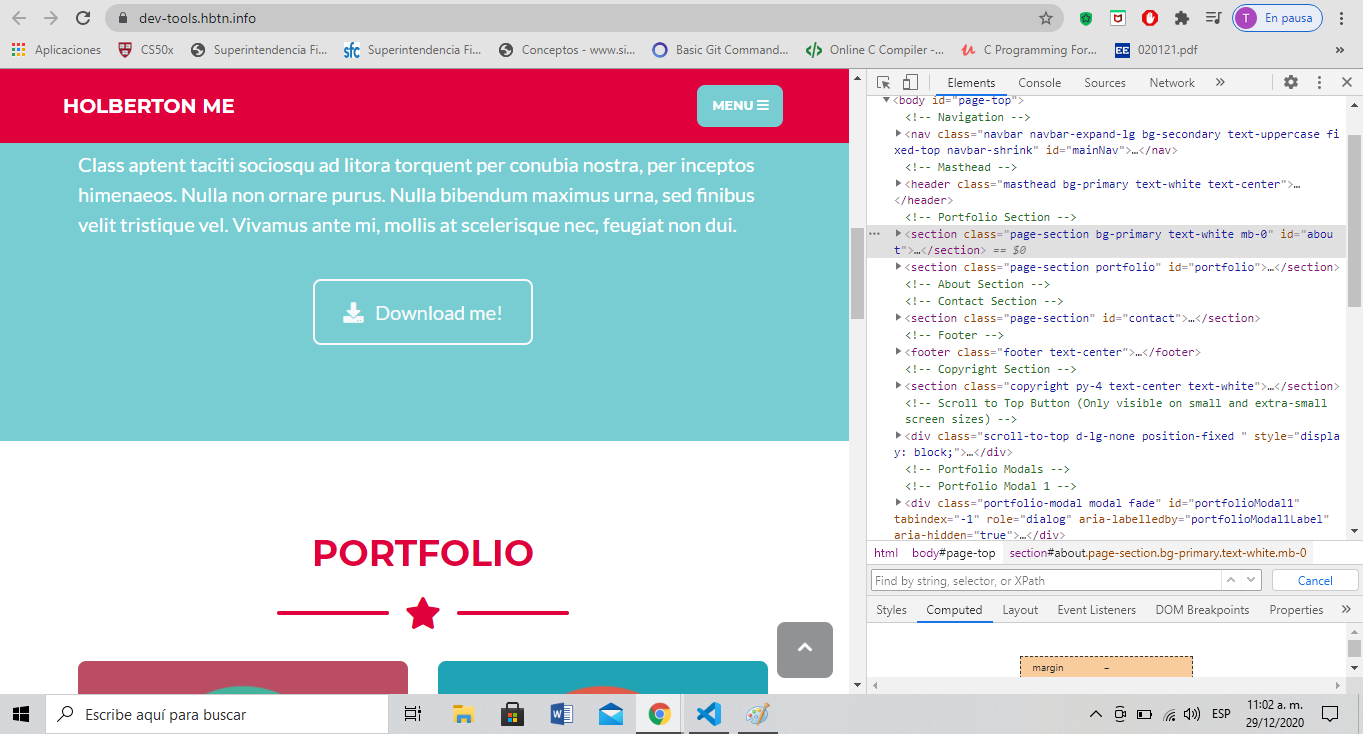 dev-tools.hbtn.info
T En pausa
Aplicaciones CS50x Superintendencia Fi... sfc Superintendencia Fi... Conceptos - www.si... Basic Git Command... Online C Compiler -... C Programming For... EE 020121.pdf »
HOLBERTON ME
MENU
Class aptent taciti sociosqu ad litora torquent per conubia nostra, per inceptos
himenaeos. Nulla non ornare purus. Nulla bibendum maximus urna, sed finibus
velit tristique vel. Vivamus ante mi, mollis at scelerisque nec, feugiat non dui.
Download me!
PORTFOLIO
Elements Console Sources Network »
<body id="page-top">
<!-- Navigation -->
<nav class="navbar navbar-expand-lg bg-secondary text-uppercase fi
xed-top navbar-shrink" id="mainNav">…</nav>
<!-- Masthead -->
<header class="masthead bg-primary text-white text-center">…
</header>
<!-- Portfolio Section -->
<section class="page-section bg-primary text-white mb-0" id="abou
t">…</section> == $0
<section class="page-section portfolio" id="portfolio">…</section>
<!-- About Section -->
<!-- Contact Section -->
<section class="page-section" id="contact">…</section>
<!-- Footer -->
<footer class="footer text-center">…</footer>
<!-- Copyright Section -->
<section class="copyright py-4 text-center text-white">…</section>
<!-- Scroll to Top Button (Only visible on small and extra-small
screen sizes) -->
<div class="scroll-to-top d-lg-none position-fixed " style="displa
y: block;">…</div>
<!-- Portfolio Modals -->
<!-- Portfolio Modal 1 -->
<div class="portfolio-modal modal fade" id="portfolioModal1"
tabindex="-1" role="dialog" aria-labelledby="portfolioModal1Label"
aria-hidden="true">…</div>
html body#page-top section#about.page-section.bg-primary.text-white.mb-0
Find by string, selector, or XPath Cancel
Styles Computed Layout Event Listeners DOM Breakpoints Properties »
margin –
Escribe aquí para buscar
ESP
11:02 a. m.
29/12/2020